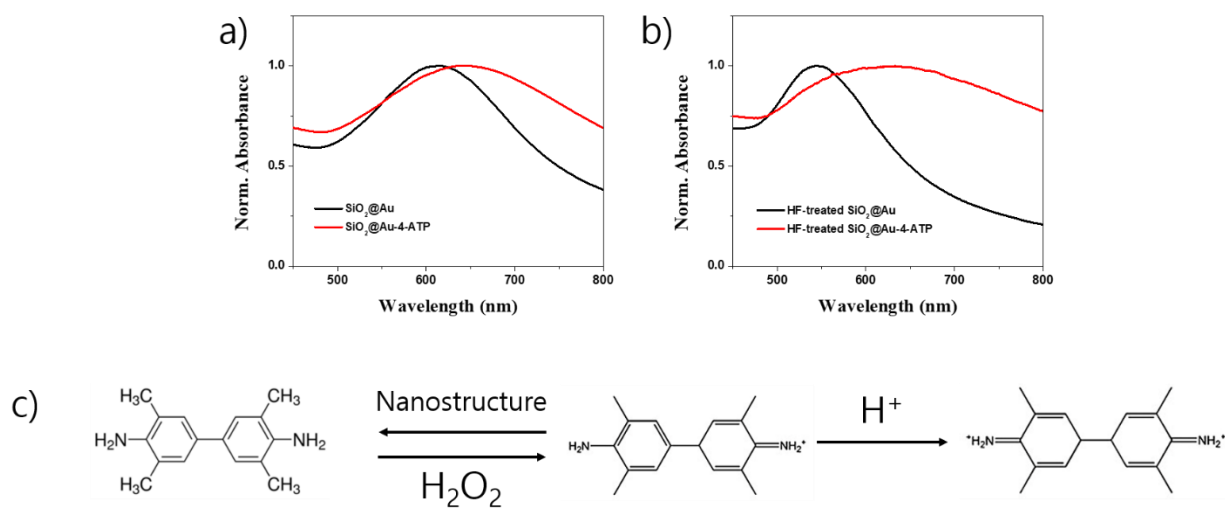 a)
Norm. Absorbance
1.0
0.5
0.0
SiO₂@Au
SiO₂@Au-4-ATP
500 600 700 800
Wavelength (nm)
b)
Norm. Absorbance
1.0
0.5
0.0
HF-treated SiO₂@Au
HF-treated SiO₂@Au-4-ATP
500 600 700 800
Wavelength (nm)
c)
H₃C CH₃
H₂N NH₂
H₃C CH₃
Nanostructure
H₂O₂
H₂N NH₂⁺
H⁺
⁺H₂N NH₂⁺